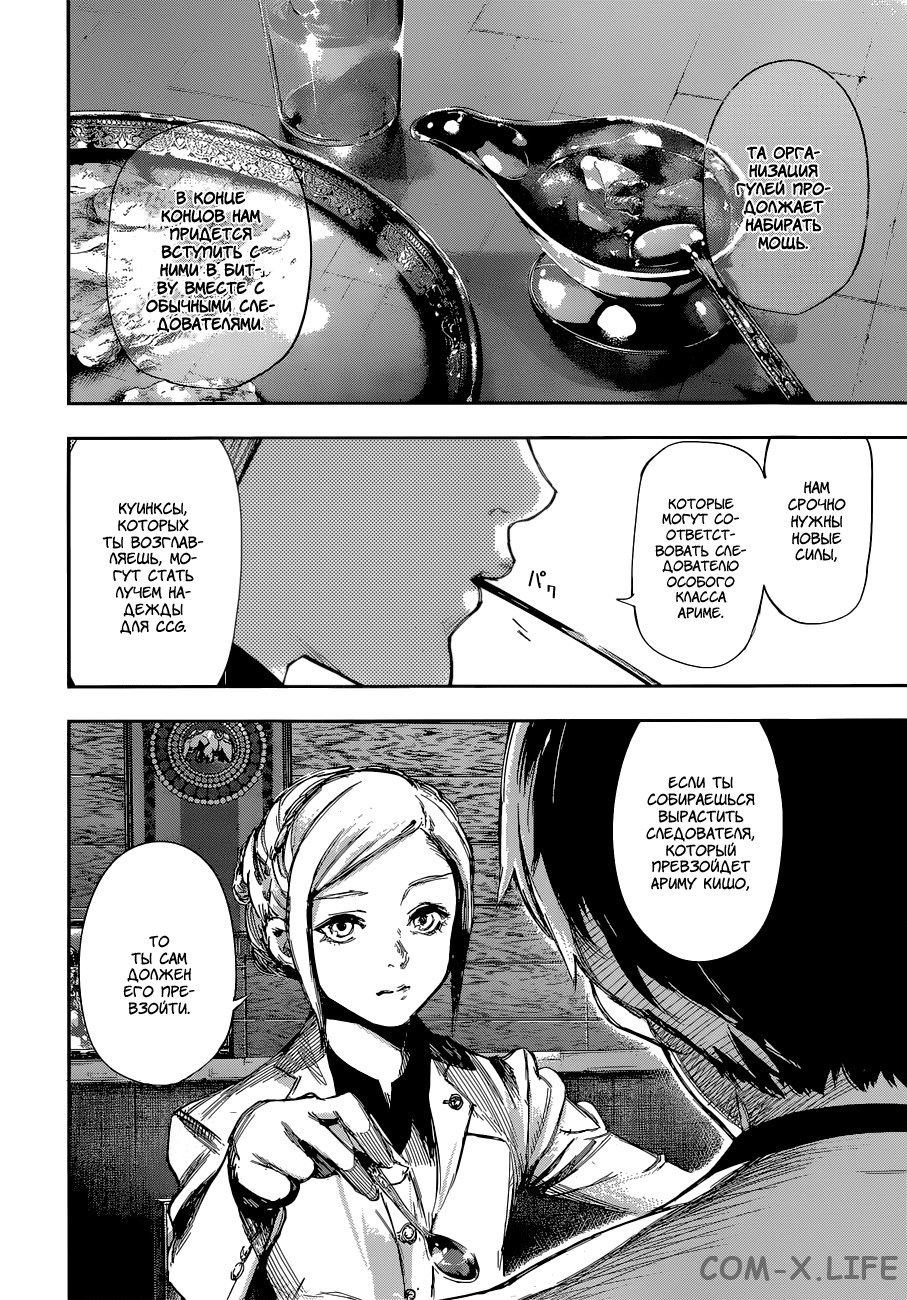 ТА ОРГА-
НИЗАЦИЯ
ГУЛЕЙ ПРО-
ДОЛЖАЕТ
НАБИРАТЬ
МОЩЬ.
В КОНЦЕ
КОНЦОВ НАМ
ПРИДЕТСЯ
ВСТУПИТЬ С
НИМИ В БИТ-
ВУ ВМЕСТЕ С
ОБЫЧНЫМИ СЛЕ-
ДОВАТЕЛЯМИ.
НАМ
СРОЧНО
НУЖНЫ
НОВЫЕ
СИЛЫ,
КОТОРЫЕ
МОГУТ СО-
ОТВЕТСТ-
ВОВАТЬ СЛЕ-
ДОВАТЕЛЮ
ОСОБОГО
КЛАССА
АРИМЕ.
パク
КУИНКСЫ,
КОТОРЫХ
ТЫ ВОЗГЛАВ-
ЛЯЕШЬ, МО-
ГУТ СТАТЬ
ЛУЧЕМ НА-
ДЕЖДЫ
ДЛЯ CCG.
ЕСЛИ ТЫ
СОБИРАЕШЬСЯ
ВЫРАСТИТЬ
СЛЕДОВАТЕЛЯ,
КОТОРЫЙ
ПРЕВЗОЙДЕТ
АРИМУ КИШО,
ТО
ТЫ САМ
ДОЛЖЕН
ЕГО ПРЕ-
ВЗОЙТИ.
COM-X.LIFE